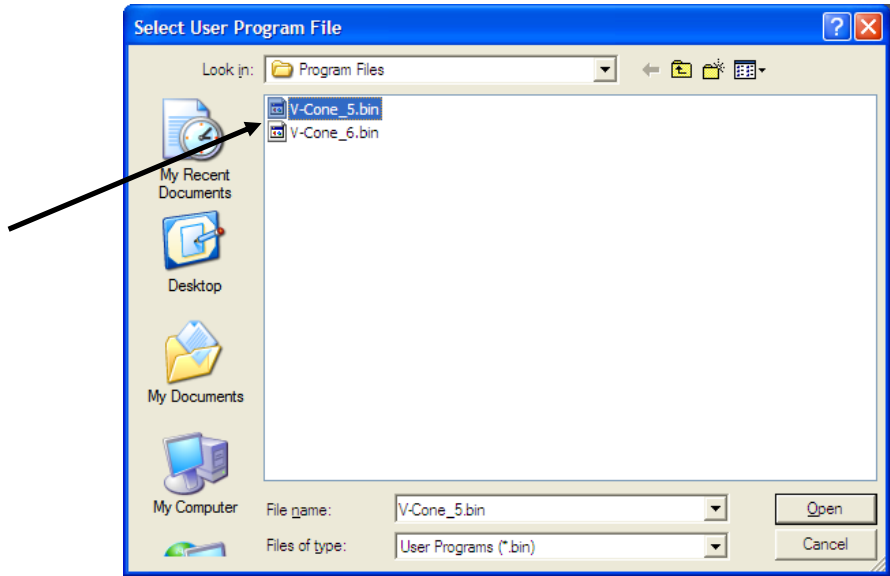 Select User Program File
Look in: Program Files
V-Cone_5.bin
V-Cone_6.bin
My Recent
Documents
Desktop
My Documents
My Computer
File name: V-Cone_5.bin Open
Files of type: User Programs (*.bin) Cancel